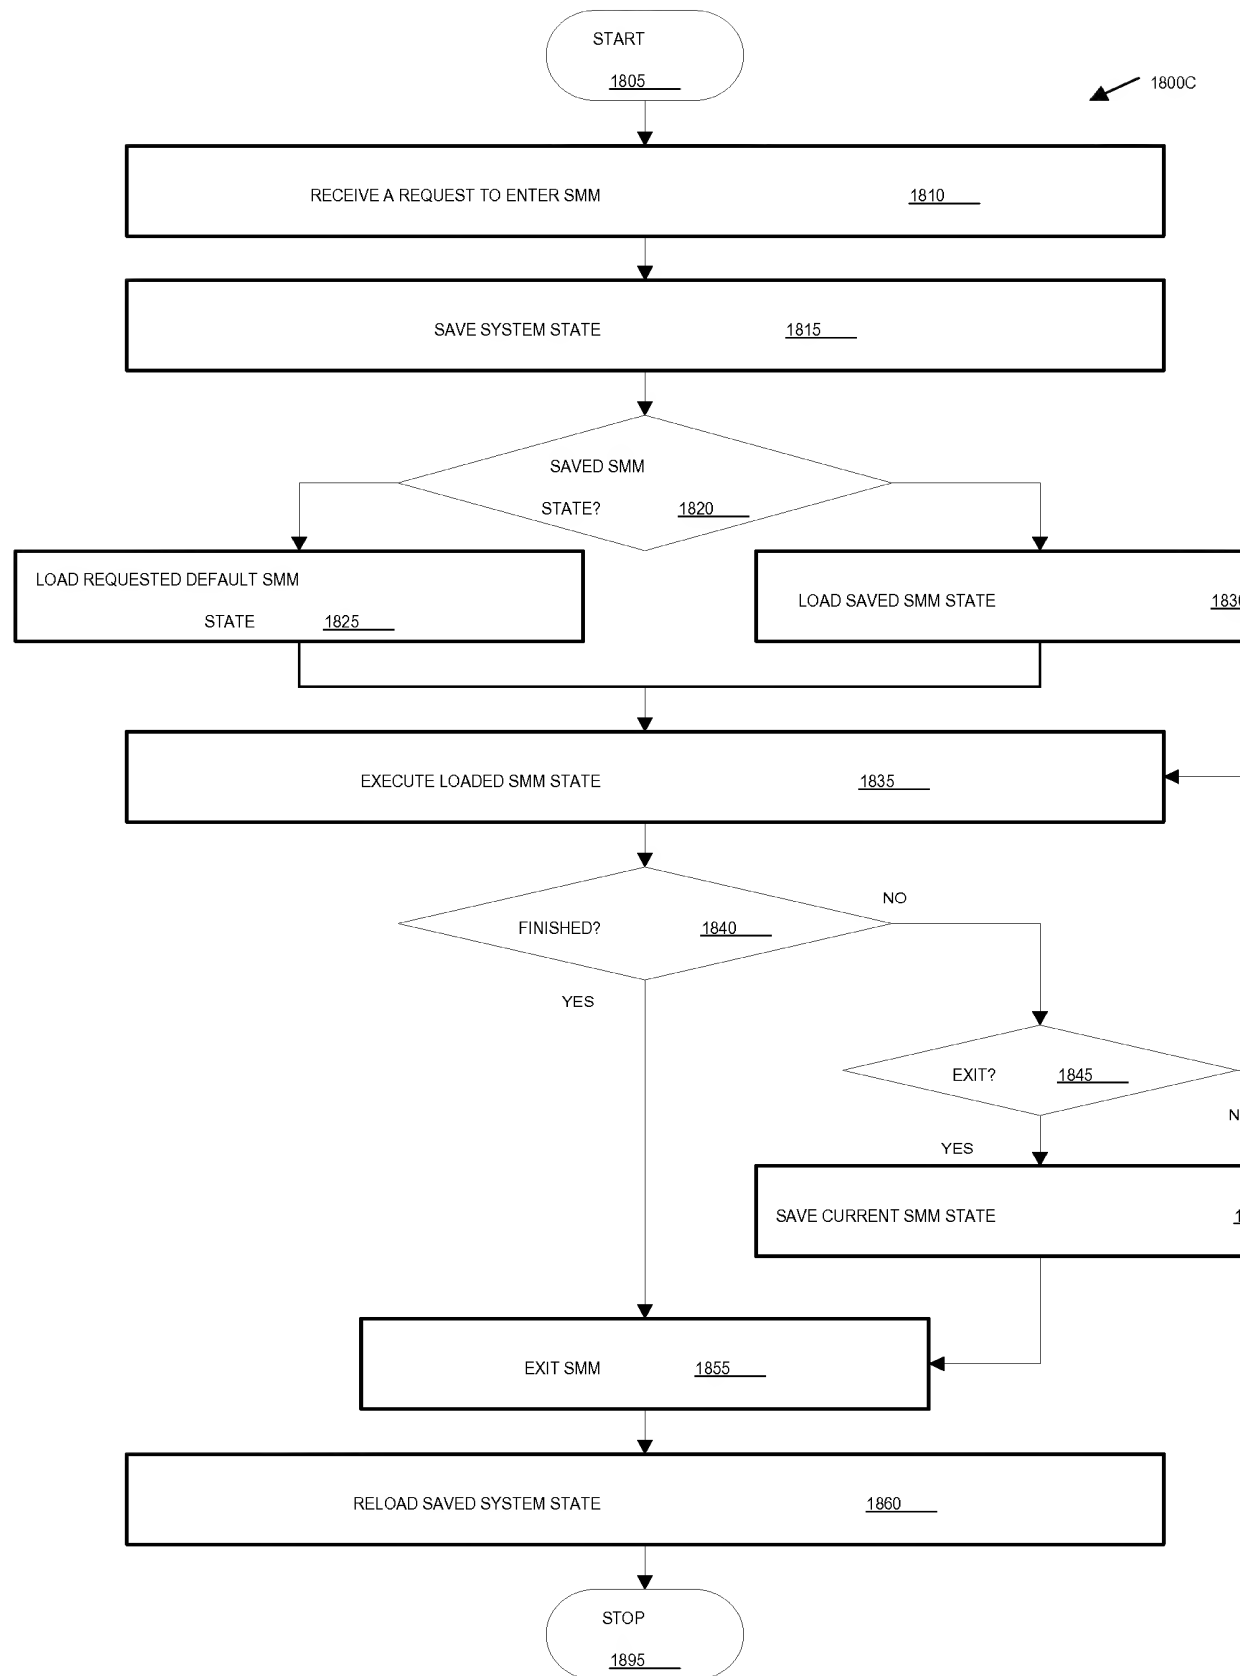 START
1805
1800C
RECEIVE A REQUEST TO ENTER SMM 1810
SAVE SYSTEM STATE 1815
SAVED SMM
STATE? 1820
LOAD REQUESTED DEFAULT SMM
STATE 1825
LOAD SAVED SMM STATE
EXECUTE LOADED SMM STATE 1835
NO
FINISHED? 1840
YES
EXIT? 1845
YES
SAVE CURRENT SMM STATE
EXIT SMM 1855
RELOAD SAVED SYSTEM STATE 1860
STOP
1895